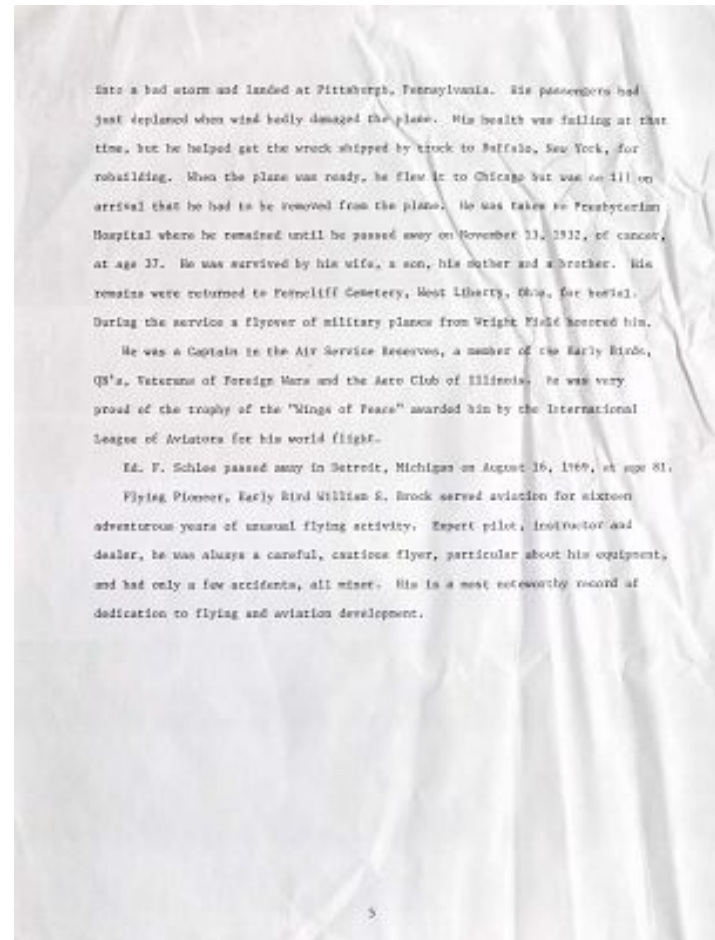 into a bad storm and landed at Pittsburgh, Pennsylvania. His passengers had
just deplaned when wind badly damaged the plane. His health was failing at that
time, but he helped get the wreck shipped by truck to Buffalo, New York, for
rebuilding. When the plane was ready, he flew it to Chicago but was so ill on
arrival that he had to be removed from the plane. He was taken to Presbyterian
Hospital where he remained until he passed away on November 13, 1932, of cancer,
at age 37. He was survived by his wife, a son, his mother and a brother. His
remains were returned to Ferncliff Cemetery, West Liberty, Ohio, for burial.
During the service a flyover of military planes from Wright Field honored him.
He was a Captain in the Air Service Reserves, a member of the Early Birds,
QB's, Veterans of Foreign Wars and the Aero Club of Illinois. He was very
proud of the trophy of the "Wings of Peace" awarded him by the International
League of Aviators for his world flight.
Ed. F. Schlee passed away in Detroit, Michigan on August 16, 1969, at age 81.
Flying Pioneer, Early Bird William S. Brock served aviation for sixteen
adventurous years of unusual flying activity. Expert pilot, instructor and
dealer, he was always a careful, cautious flyer, particular about his equipment,
and had only a few accidents, all minor. His is a most noteworthy record of
dedication to flying and aviation development.
5